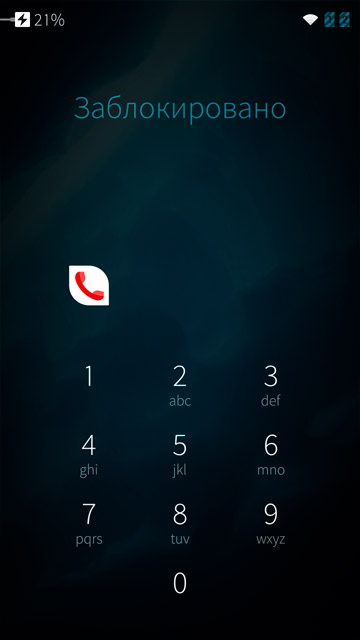 21%
Заблокировано
1 2 3
abc def
4 5 6
ghi jkl mno
7 8 9
pqrs tuv wxyz
0